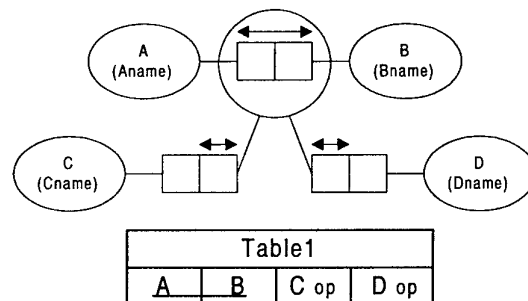 A
(Aname)
B
(Bname)
C
(Cname)
D
(Dname)
Table1
A B C op D op